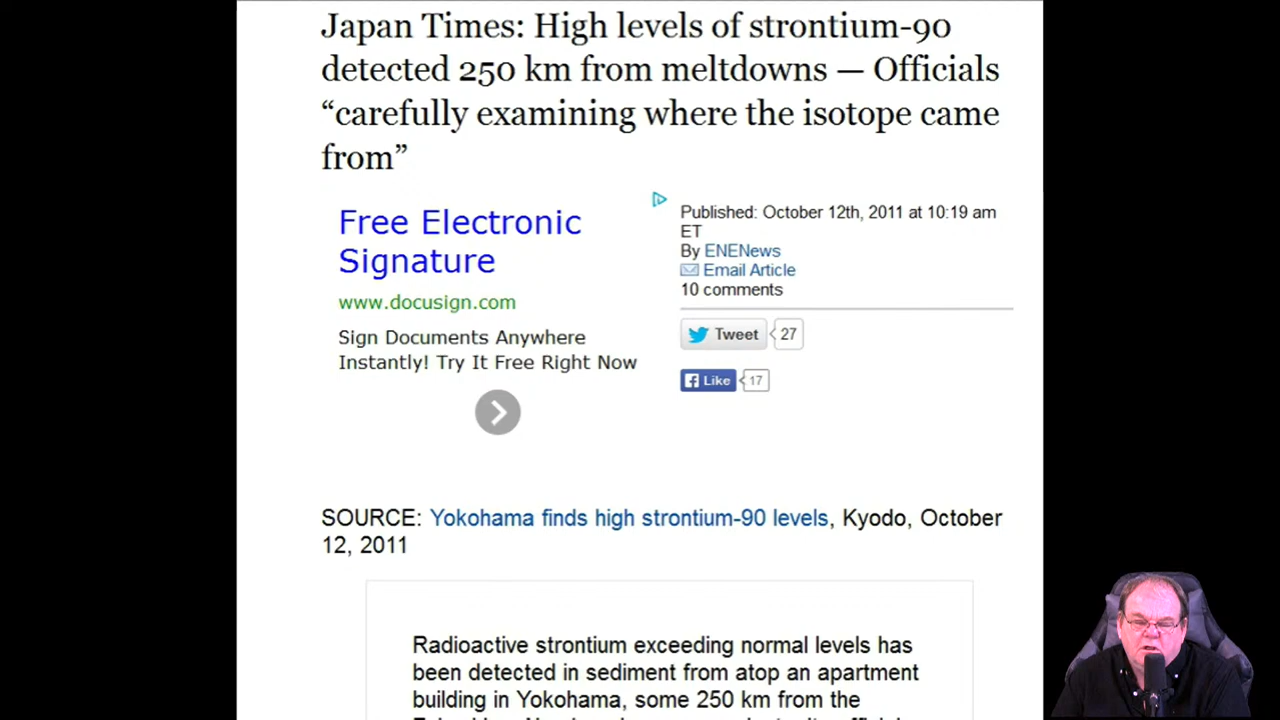 Japan Times: High levels of strontium-90
detected 250 km from meltdowns — Officials
“carefully examining where the isotope came
from”
Free Electronic
Signature
www.docusign.com
Sign Documents Anywhere
Instantly! Try It Free Right Now
Published: October 12th, 2011 at 10:19 am
ET
By ENENews
Email Article
10 comments
Tweet 27
Like 17
SOURCE: Yokohama finds high strontium-90 levels, Kyodo, October
12, 2011
Radioactive strontium exceeding normal levels has
been detected in sediment from atop an apartment
building in Yokohama, some 250 km from the